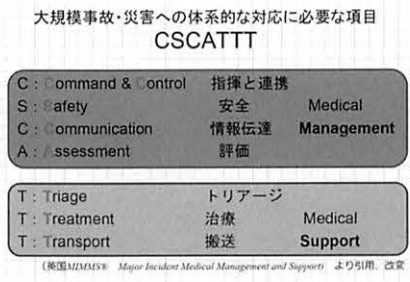 大規模事故・災害への体系的な対応に必要な項目
CSCATTT
C : Command & Control 指揮と連携
S : Safety 安全 Medical
C : Communication 情報伝達 Management
A : Assessment 評価
T : Triage トリアージ
T : Treatment 治療 Medical
T : Transport 搬送 Support
(英国MIMMS® Major Incident Medical Management and Support) より引用、改変